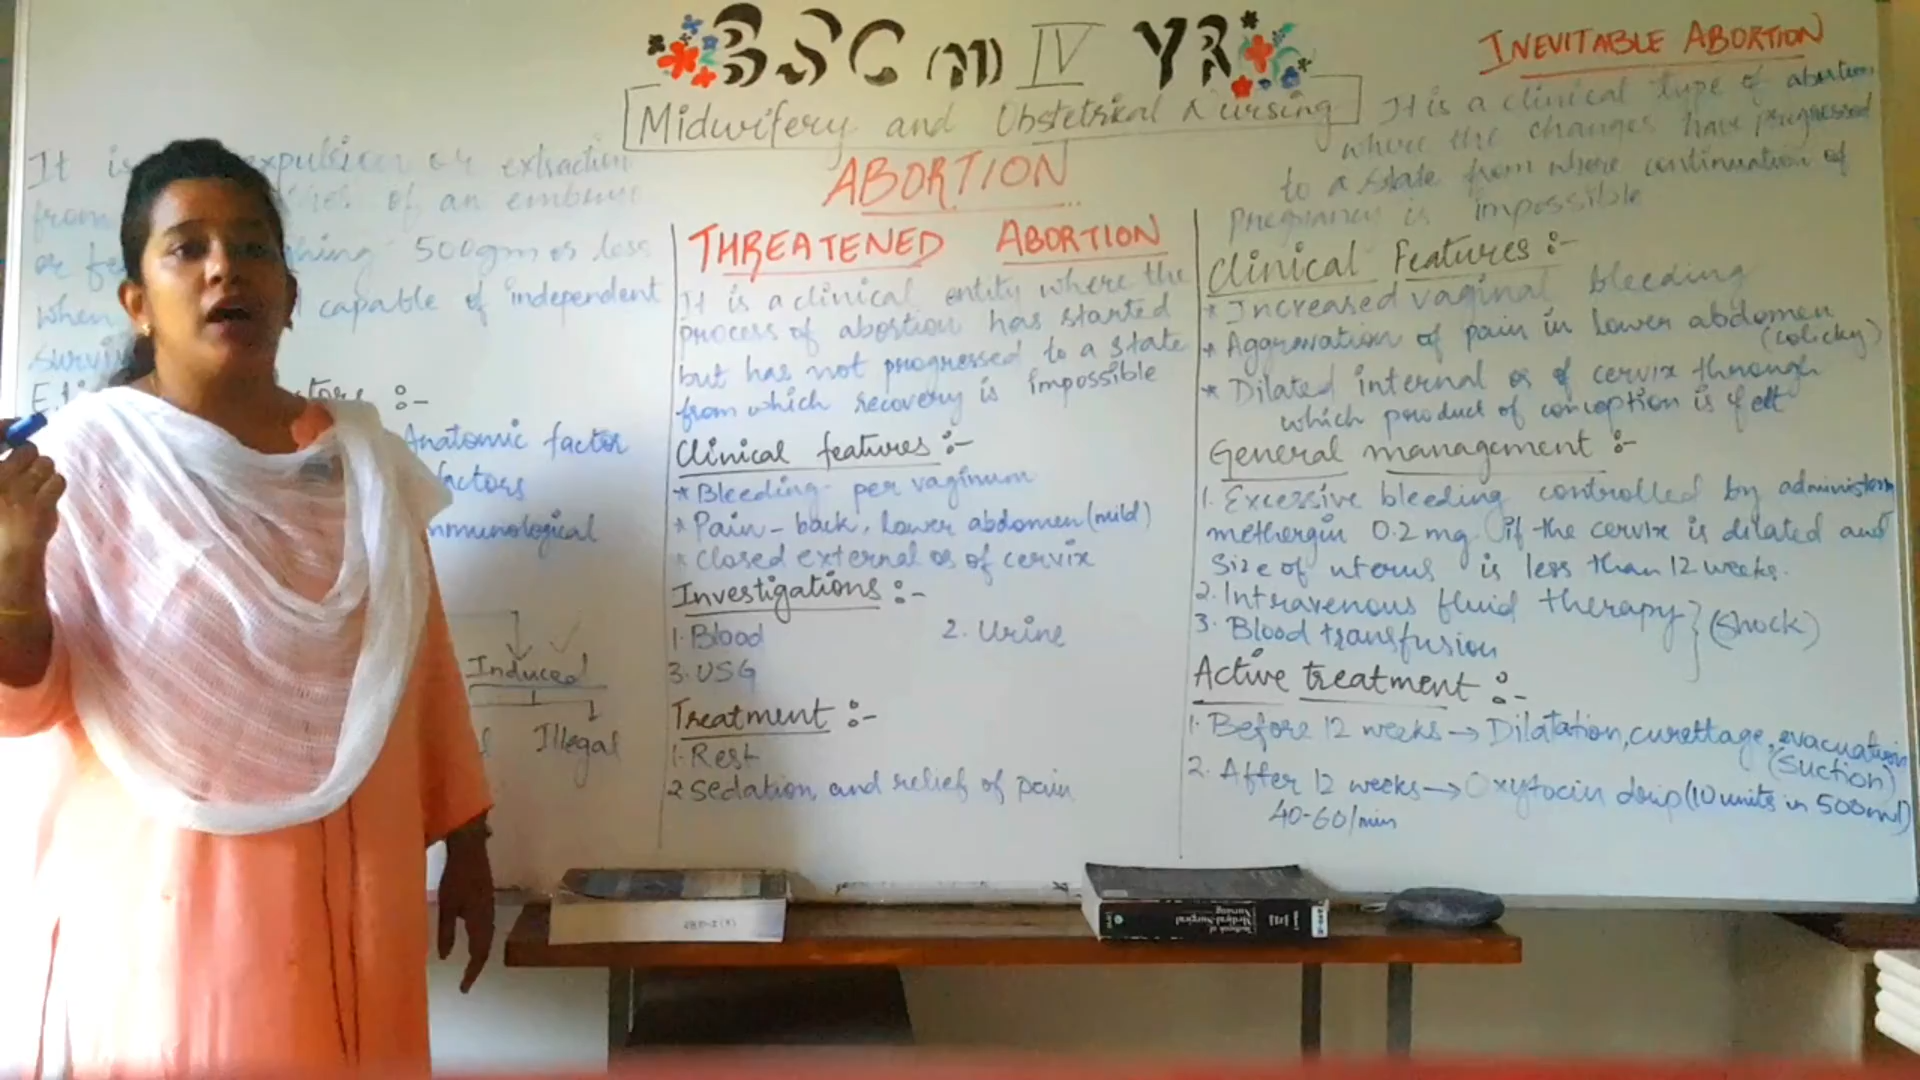 BSC (N) IV YR
Midwifery and Obstetrical Nursing
ABORTION
It is expulsion or extraction
from of an embryo
or 500gm or less
when capable of independent
:-
Anatomic factor
factors
Induced
Illegal
THREATENED ABORTION
It is a clinical entity where the
process of abortion has started
but has not progressed to a state
from which recovery is impossible
Clinical features :-
* Bleeding per vaginum
* Pain - back, lower abdomen (mild)
* Closed external os of cervix
Investigations :-
1. Blood 2. Urine
3. USG
Treatment :-
1. Rest
2 Sedation and relief of pain
INEVITABLE ABORTION
It is a clinical type of abortion
where the changes have progressed
to a state from where continuation of
pregnancy is impossible
Clinical Features :-
* Increased vaginal bleeding
* Aggravation of pain in lower abdomen
(colicky)
* Dilated internal os of cervix through
which product of conception is felt
General management :-
1. Excessive bleeding controlled by
methergin 0.2 mg if the cervix is dilated and
Size of uterus is less than 12 weeks.
2. Intravenous fluid therapy
3. Blood transfusion } (shock)
Active treatment :-
1. Before 12 weeks → Dilatation, curettage, evacuation
(suction)
2. After 12 weeks → Oxytocin drip (10 units in 500ml)
40-60/min
Textbook of
Medical-Surgical
Nursing